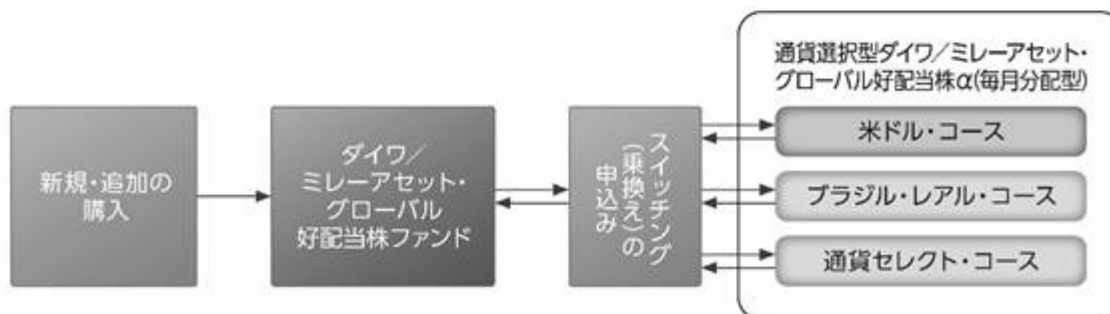 新規・追加の
購入
ダイワ/
ミレーアセット・
グローバル
好配当株ファンド
スイッチング
(乗換え)の
申込み
通貨選択型ダイワ/ミレーアセット・
グローバル好配当株α(毎月分配型)
米ドル・コース
ブラジル・レアル・コース
通貨セレクト・コース